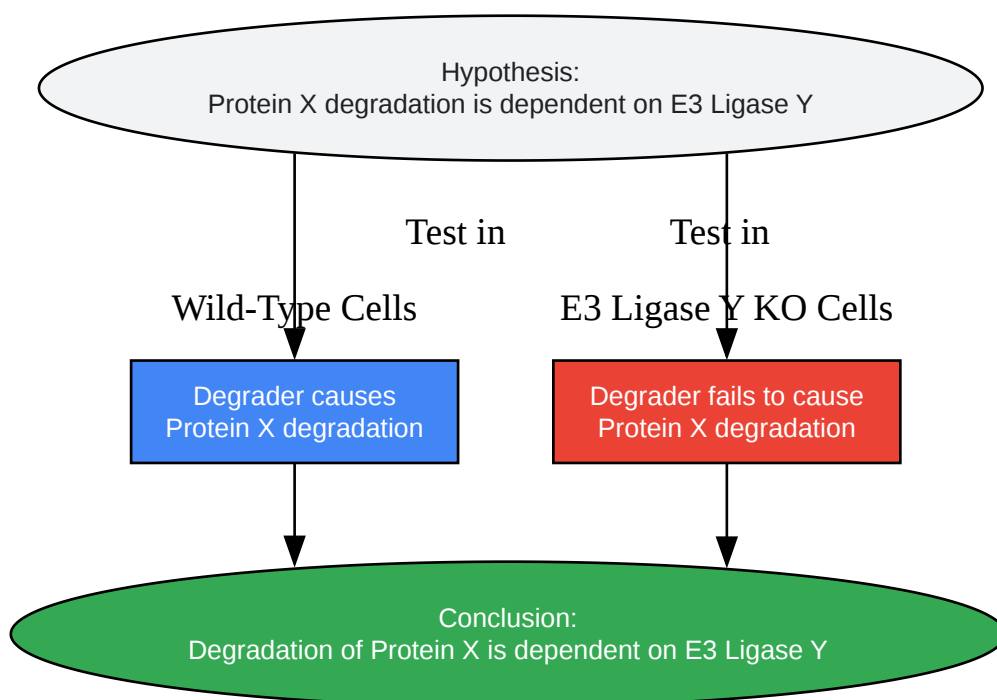 Hypothesis:
Protein X degradation is dependent on E3 Ligase Y
Test in
Test in
Wild-Type Cells
E3 Ligase Y KO Cells
Degrader causes
Protein X degradation
Degrader fails to cause
Protein X degradation
Conclusion:
Degradation of Protein X is dependent on E3 Ligase Y